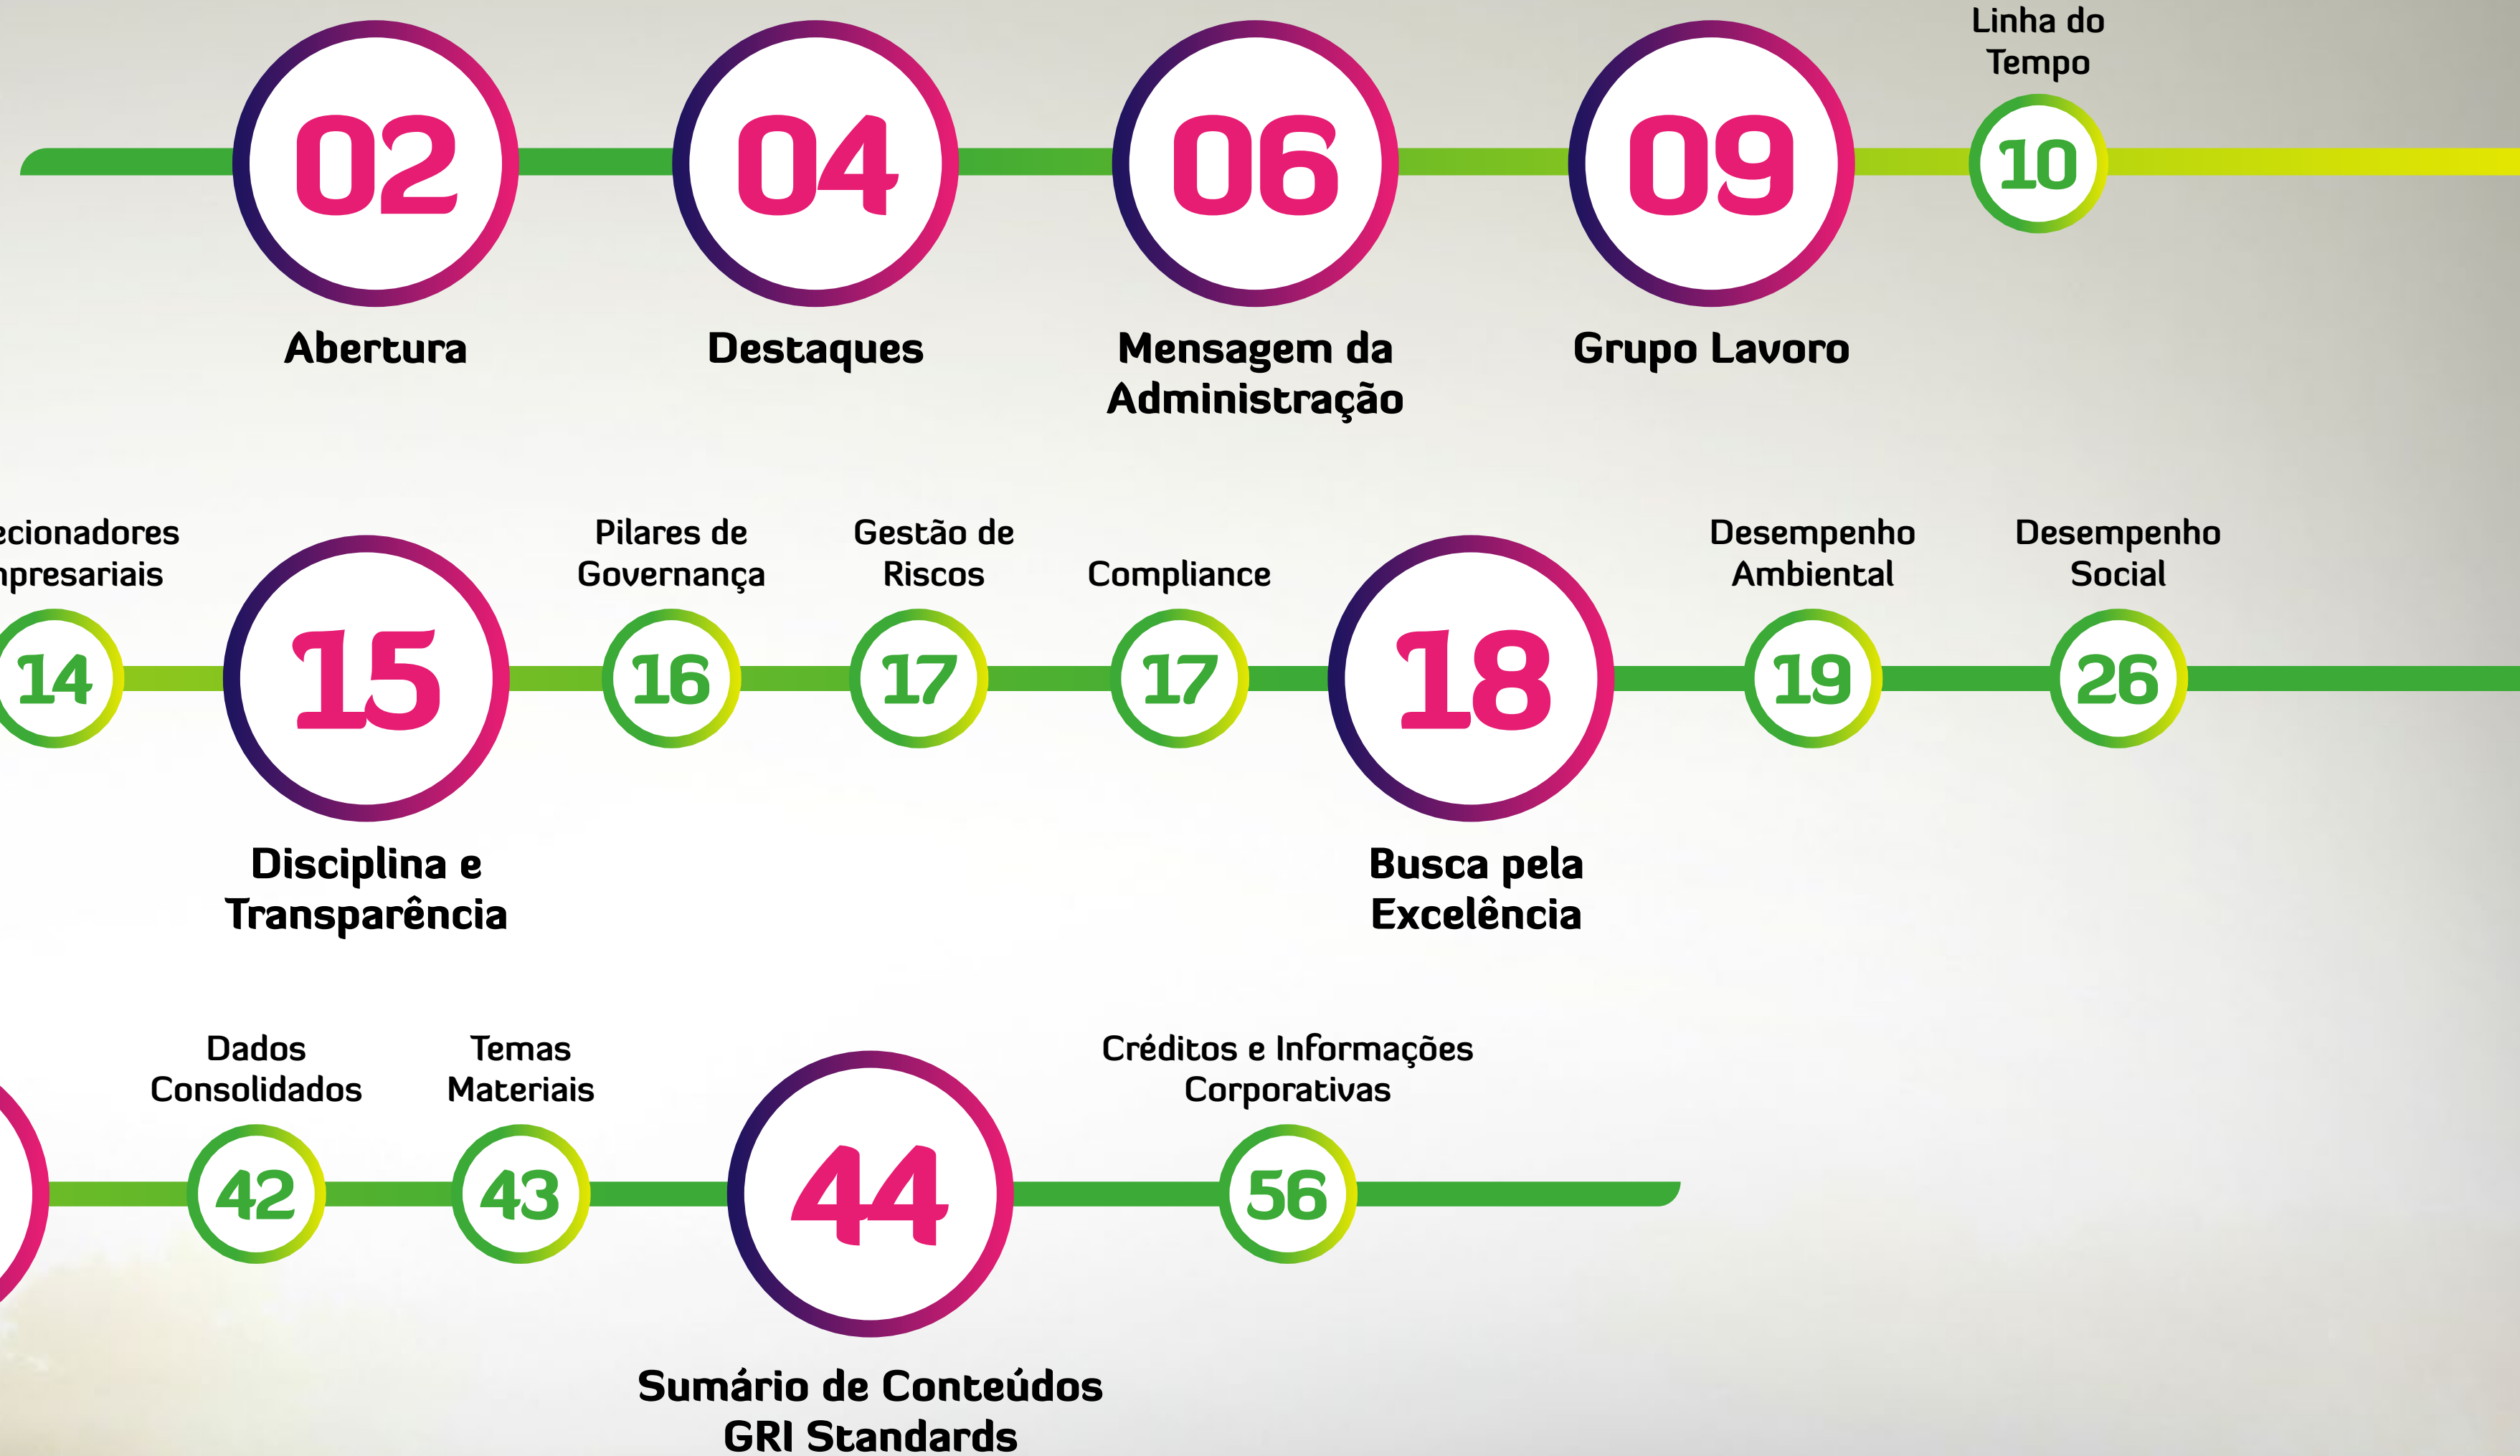 02
Abertura
04
Destaques
06
Mensagem da
Administração
09
Grupo Lavoro
Linha do
Tempo
10
14
15
Disciplina e
Transparência
Pilares de
Governança
16
Gestão de
Riscos
17
Compliance
17
18
Busca pela
Excelência
Desempenho
Ambiental
19
Desempenho
Social
26
Dados
Consolidados
42
Temas
Materiais
43
44
Sumário de Conteúdos
GRI Standards
Créditos e Informações
Corporativas
56